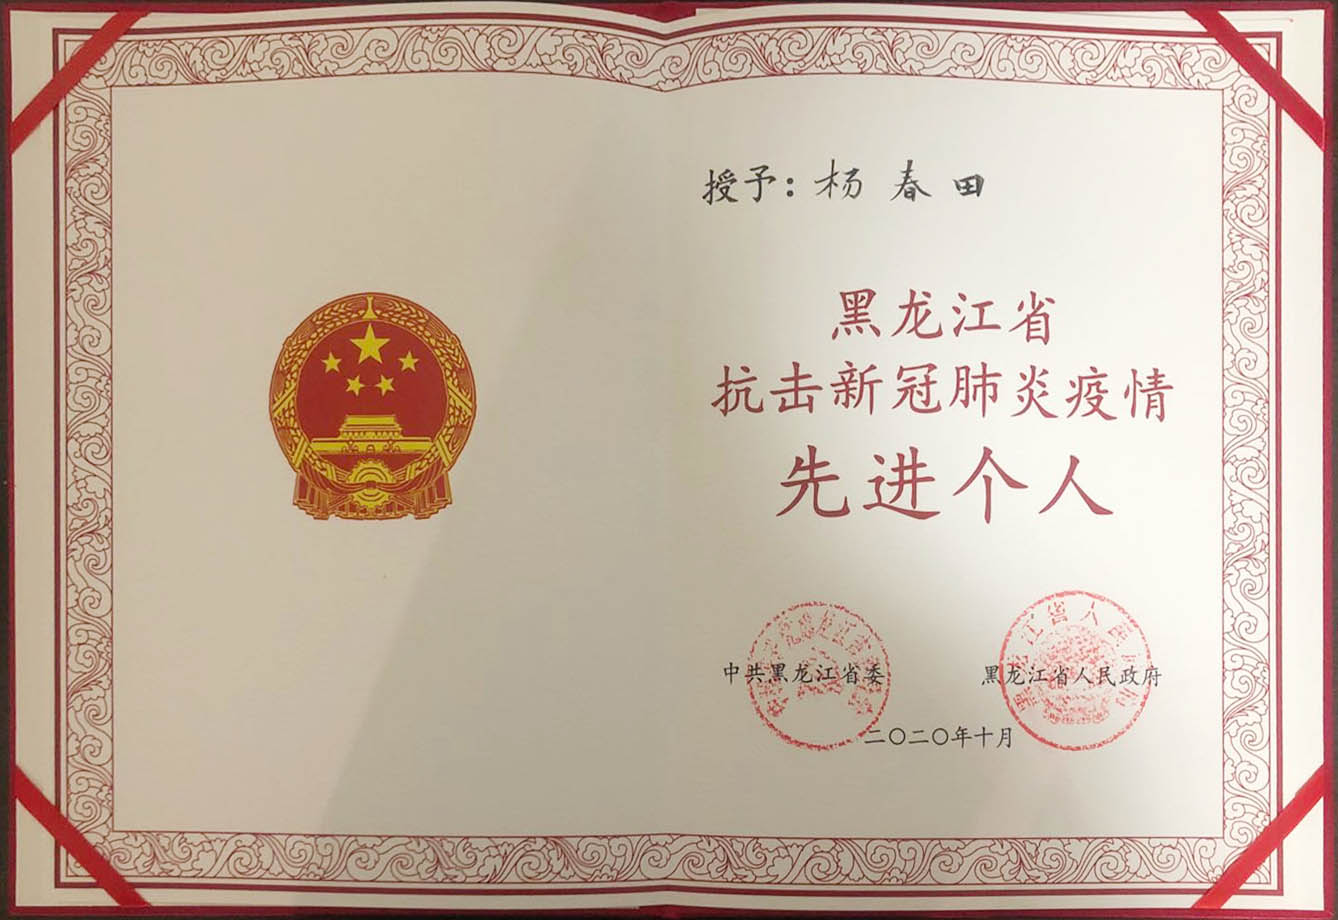 授予：杨春田
黑龙江省
抗击新冠肺炎疫情
先进个人
中共黑龙江省委
黑龙江省人民政府
二〇二〇年十月